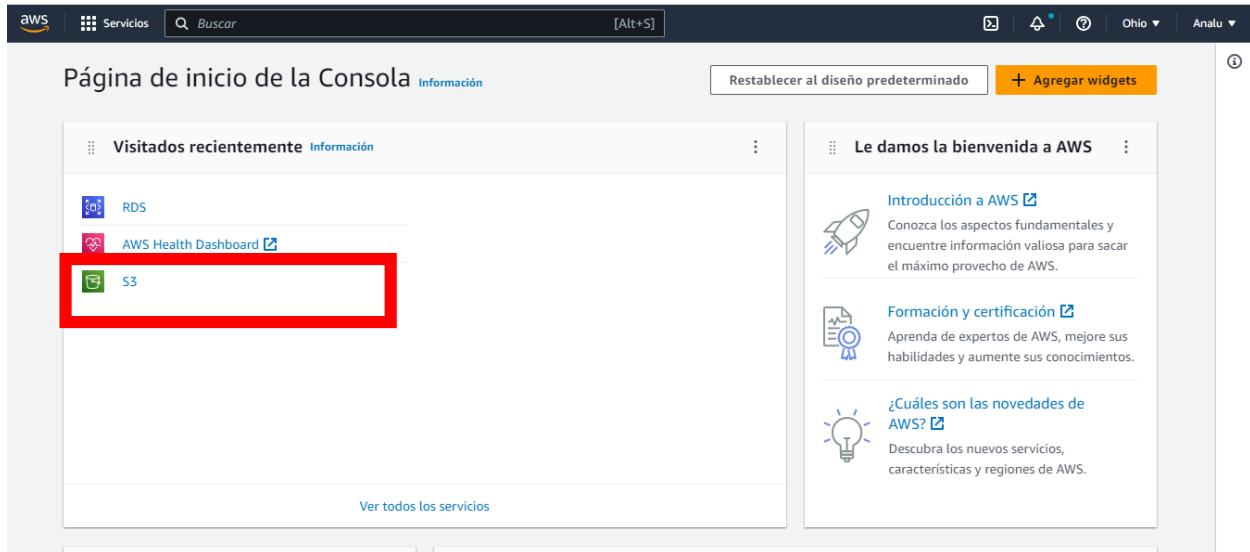 aws Servicios Buscar [Alt+S] Ohio Analu
Página de inicio de la Consola Información
Restablecer al diseño predeterminado
+ Agregar widgets
Visitados recientemente Información
RDS
AWS Health Dashboard
S3
Ver todos los servicios
Le damos la bienvenida a AWS
Introducción a AWS
Conozca los aspectos fundamentales y
encuentre información valiosa para sacar
el máximo provecho de AWS.
Formación y certificación
Aprenda de expertos de AWS, mejore sus
habilidades y aumente sus conocimientos.
¿Cuáles son las novedades de
AWS?
Descubra los nuevos servicios,
características y regiones de AWS.